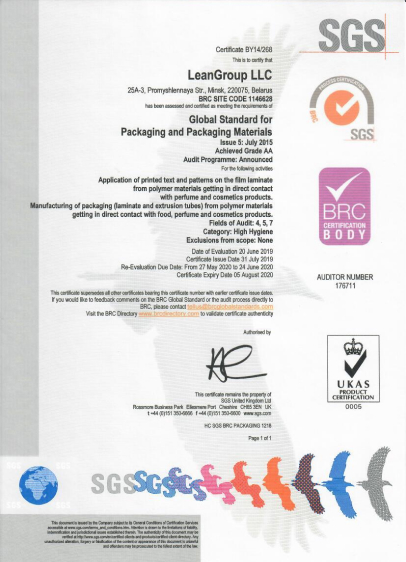 SGS
Certificate BY14/268
This is to certify that
LeanGroup LLC
25A-3, Promyshlennaya Str., Minsk, 220075, Belarus
BRC SITE CODE 1146628
has been assessed and certified as meeting the requirements of
Global Standard for
Packaging and Packaging Materials
Issue 5: July 2015
Achieved Grade AA
Audit Programme: Announced
For the following activities
Application of printed text and patterns on the film laminate
from polymer materials getting in direct contact
with perfume and cosmetics products.
Manufacturing of packaging (laminate and extrusion tubes) from polymer materials
getting in direct contact with food, perfume and cosmetics products.
Fields of Audit: 4, 5, 7
Category: High Hygiene
Exclusions from scope: None
Date of Evaluation 20 June 2019
Certificate Issue Date 31 July 2019
Re-Evaluation Due Date: From 27 May 2020 to 24 June 2020
Certificate Expiry Date 05 August 2020
This certificate supersedes all other certificates bearing this certificate number with earlier certificate issue dates.
If you would like to feedback comments on the BRC Global Standard or the audit process directly to
BRC, please contact tellus@brcglobalstandards.com
Visit the BRC Directory www.brcdirectory.com to validate certificate authenticity
Authorised by
This certificate remains the property of
SGS United Kingdom Ltd
Rossmore Business Park Ellesmere Port Cheshire CH65 3EN UK
t +44 (0)151 350-6666 f +44 (0)151 350-6600 www.sgs.com
HC SGS BRC PACKAGING 1218
Page 1 of 1
PROCESS CERTIFICATION
SGS
BRC
CERTIFICATION
BODY
AUDITOR NUMBER
176711
UKAS
PRODUCT
CERTIFICATION
0005
SGS SGS SGS
This document is issued by the Company subject to its General Conditions of Certification Services
accessible at www.sgs.com/terms_and_conditions.htm. Attention is drawn to the limitations of liability,
indemnification and jurisdictional issues established therein. The authenticity of this document may be
verified at http://www.sgs.com/en/certified-clients-and-products/certified-client-directory. Any
unauthorized alteration, forgery or falsification of the content or appearance of this document is unlawful
and offenders may be prosecuted to the fullest extent of the law.